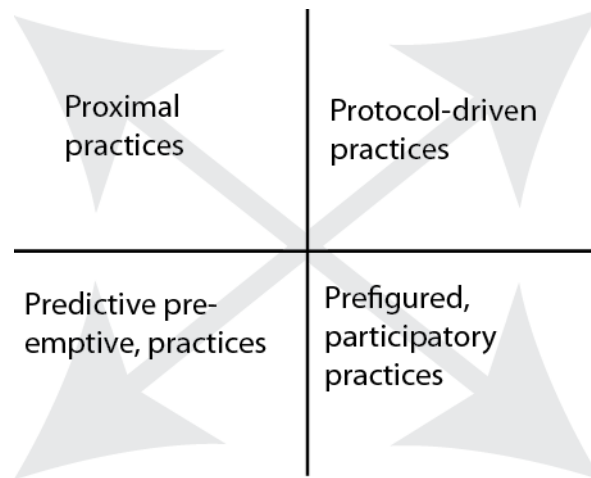 Proximal
practices
Protocol-driven
practices
Predictive pre-
emptive, practices
Prefigured,
participatory
practices